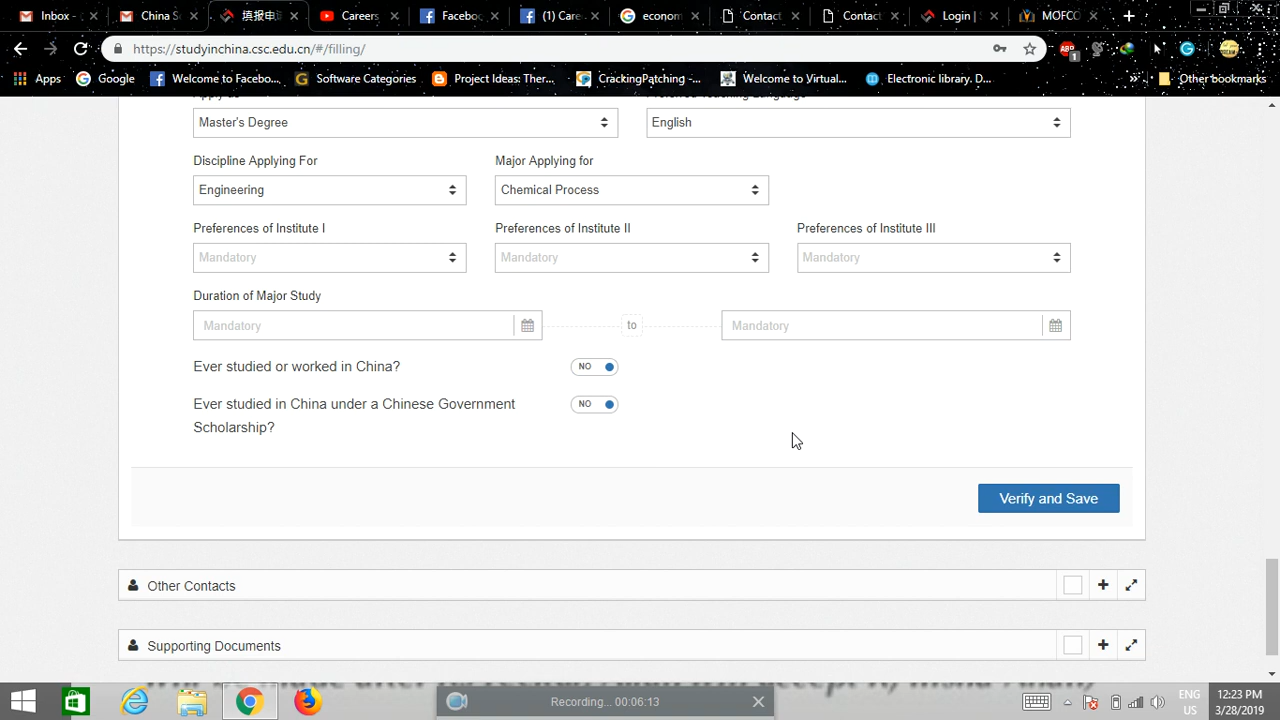 Inbox -
China S
填报申
Careers
Facebo
(1) Care
econom
Contact
Contact
Login |
MOFCO
https://studyinchina.csc.edu.cn/#/filling/
ABP
1
Apps
Google
Welcome to Facebo...
Software Categories
Project Ideas: Ther...
CrackingPatching -...
Welcome to Virtual...
Electronic library. D...
»
Other bookmarks
Master's Degree
English
Discipline Applying For
Major Applying for
Engineering
Chemical Process
Preferences of Institute I
Preferences of Institute II
Preferences of Institute III
Mandatory
Mandatory
Mandatory
Duration of Major Study
Mandatory
to
Mandatory
Ever studied or worked in China?
NO
Ever studied in China under a Chinese Government
NO
Scholarship?
Verify and Save
Other Contacts
Supporting Documents
Recording... 00:06:13
ENG
US
12:23 PM
3/28/2019